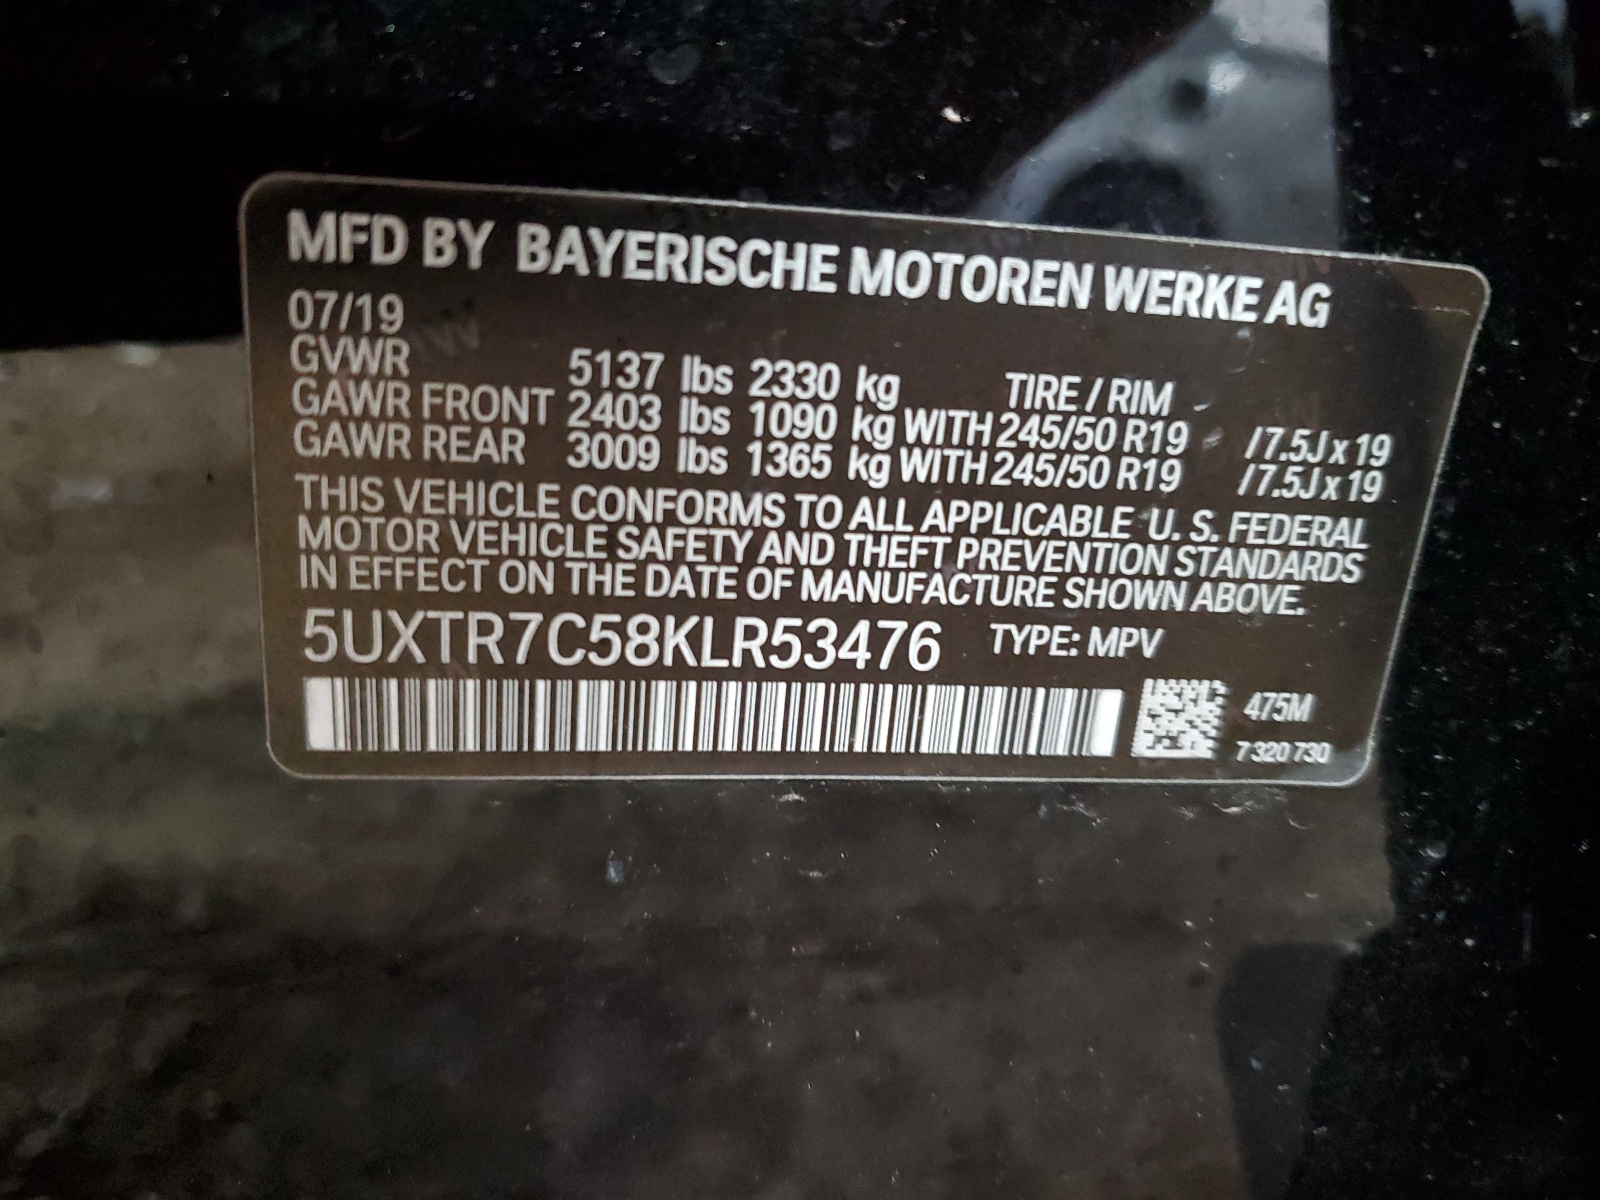 MFD BY BAYERISCHE MOTOREN WERKE AG
07/19
GVWR 5137 lbs 2330 kg TIRE / RIM
GAWR FRONT 2403 lbs 1090 kg WITH 245/50 R19 /7.5J x 19
GAWR REAR 3009 lbs 1365 kg WITH 245/50 R19 /7.5J x 19
THIS VEHICLE CONFORMS TO ALL APPLICABLE U. S. FEDERAL
MOTOR VEHICLE SAFETY AND THEFT PREVENTION STANDARDS
IN EFFECT ON THE DATE OF MANUFACTURE SHOWN ABOVE.
5UXTR7C58KLR53476 TYPE: MPV
475M
7 320 730